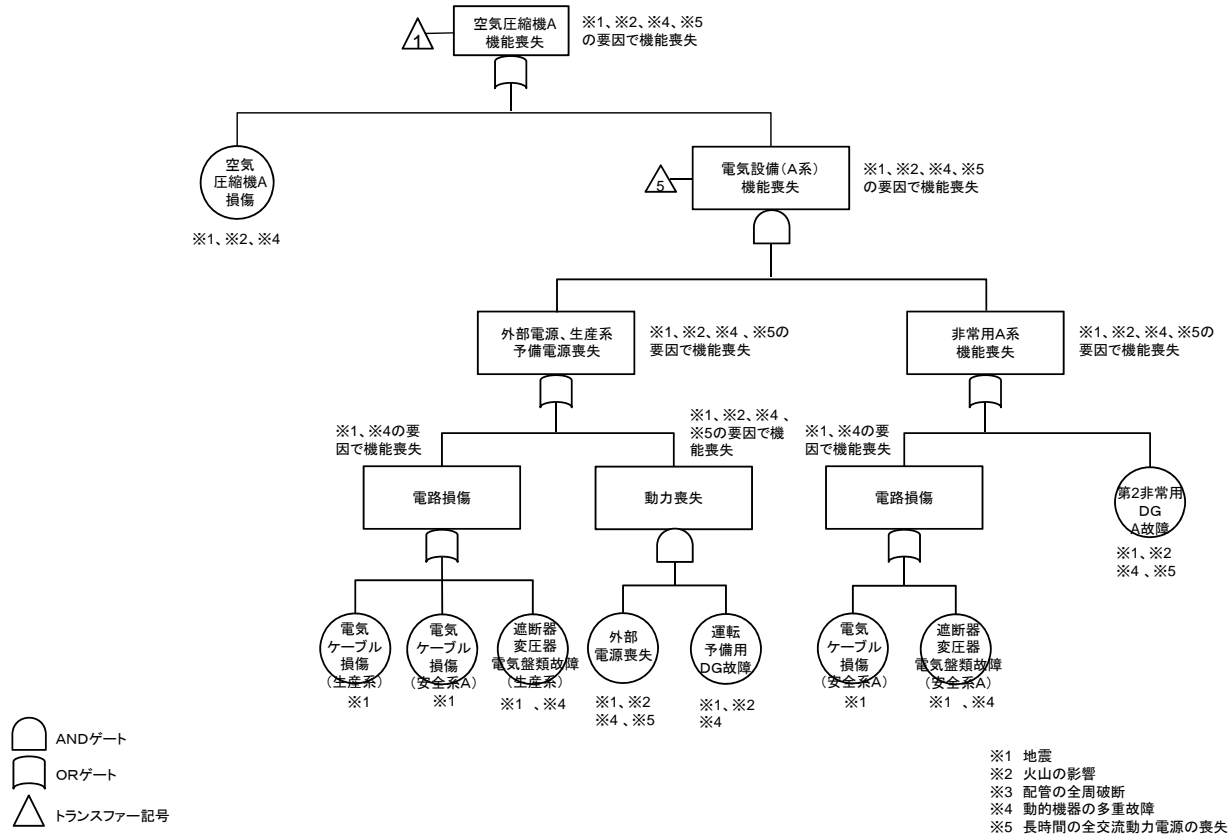 空気圧縮機A
機能喪失
※1、※2、※4、※5
の要因で機能喪失
1
空気
圧縮機A
損傷
※1、※2、※4
電気設備(A系)
機能喪失
※1、※2、※4、※5
の要因で機能喪失
5
外部電源、生産系
予備電源喪失
※1、※2、※4 、※5の
要因で機能喪失
非常用A系
機能喪失
※1、※2、※4、※5の
要因で機能喪失
※1、※4の要
因で機能喪失
電路損傷
※1、※2、※4 、
※5の要因で機
能喪失
動力喪失
※1、※4の要
因で機能喪失
電路損傷
第2非常用
DG
A故障
※1、※2
※4 、※5
電気
ケーブル
損傷
(生産系)
※1
電気
ケーブル
損傷
(安全系A)
※1
遮断器
変圧器
電気盤類故障
(生産系)
※1 、※4
外部
電源喪失
※1、※2
※4 、※5
運転
予備用
DG故障
※1、※2
※4
電気
ケーブル
損傷
(安全系A)
※1
遮断器
変圧器
電気盤類故障
(安全系A)
※1 、※4
ANDゲート
ORゲート
トランスファー記号
※1 地震
※2 火山の影響
※3 配管の全周破断
※4 動的機器の多重故障
※5 長時間の全交流動力電源の喪失